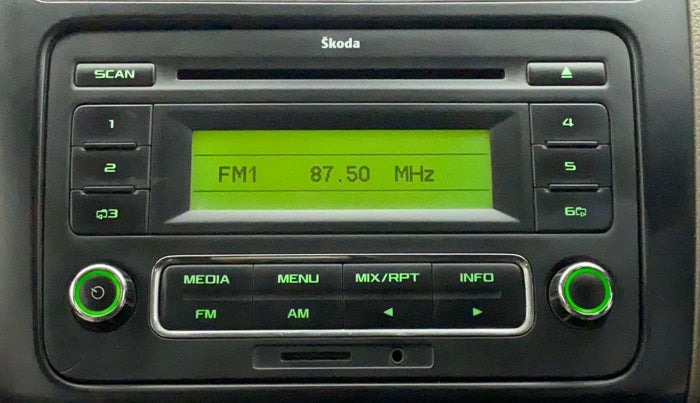 Škoda
SCAN
1
4
FM1 87.50 MHz
2
5
3
6
MEDIA MENU MIX/RPT INFO
FM AM